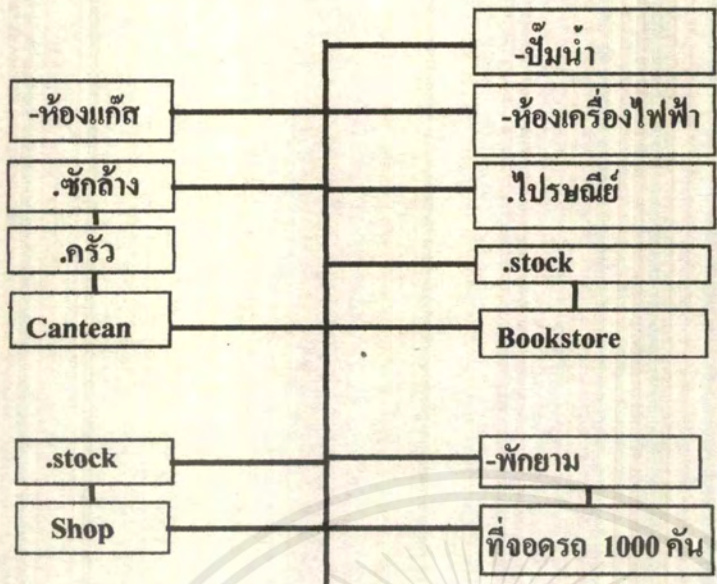 -ปั๊มน้ำ
-ห้องแก๊ส
-ห้องเครื่องไฟฟ้า
.ซักล้าง
.ไปรษณีย์
.ครัว
.stock
Cantean
Bookstore
.stock
-พักยาม
Shop
ที่จอดรถ 1000 คัน